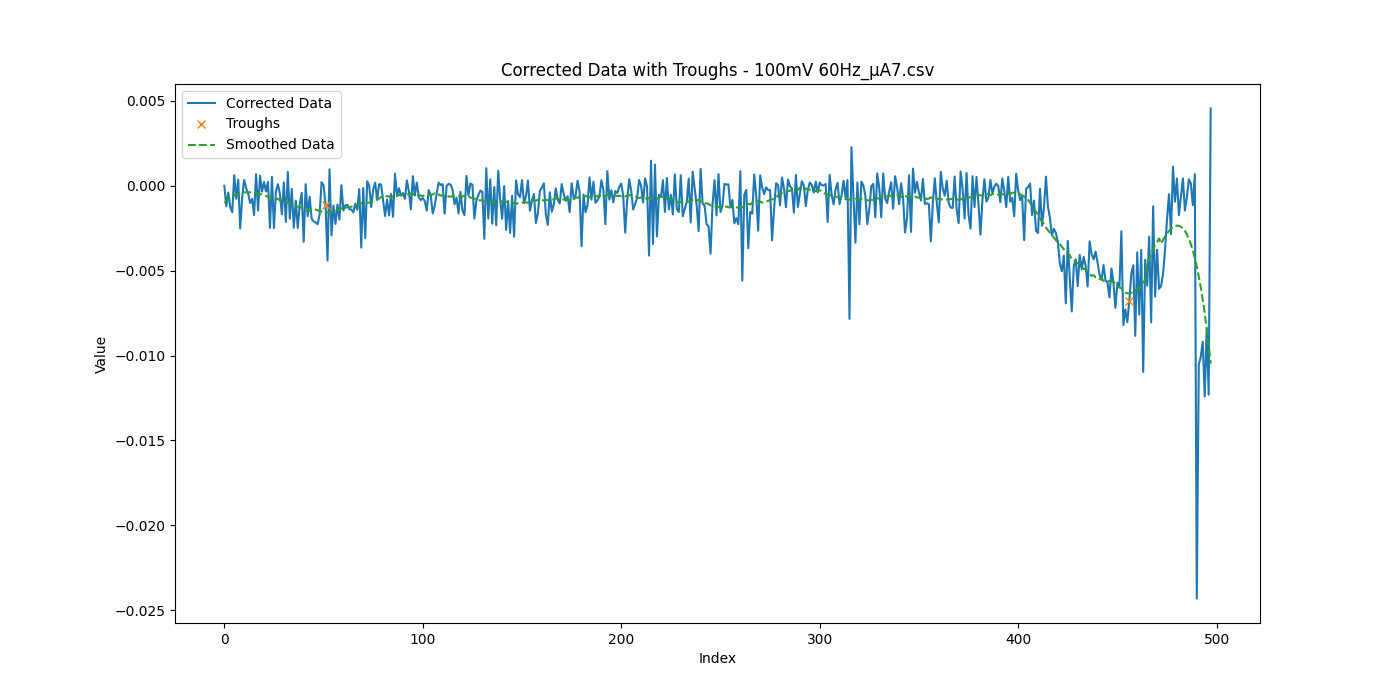 Corrected Data with Troughs - 100mV 60Hz_μA7.csv
Corrected Data
Troughs
Smoothed Data
0.005
0.000
−0.005
−0.010
−0.015
−0.020
−0.025
Value
0
100
200
300
400
500
Index